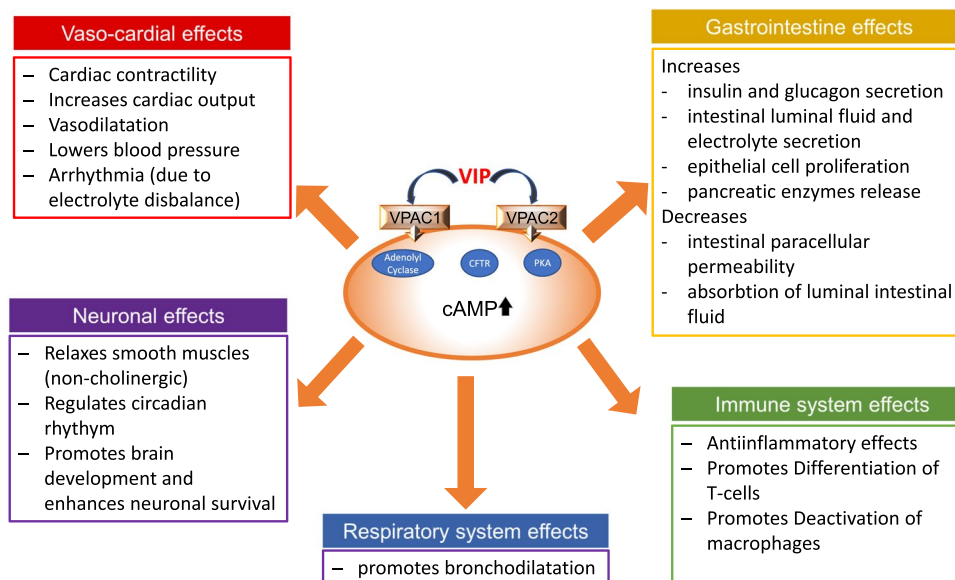 Vaso-cardial effects
– Cardiac contractility
– Increases cardiac output
– Vasodilatation
– Lowers blood pressure
– Arrhythmia (due to
electrolyte disbalance)
Gastrointestine effects
Increases
- insulin and glucagon secretion
- intestinal luminal fluid and
electrolyte secretion
- epithelial cell proliferation
- pancreatic enzymes release
Decreases
- intestinal paracellular
permeability
- absorbtion of luminal intestinal
fluid
VIP
VPAC1
VPAC2
Adenolyl
Cyclase
CFTR
PKA
cAMP
Neuronal effects
– Relaxes smooth muscles
(non-cholinergic)
– Regulates circadian
rhythym
– Promotes brain
development and
enhances neuronal survival
Immune system effects
– Antiinflammatory effects
– Promotes Differentiation of
T-cells
– Promotes Deactivation of
macrophages
Respiratory system effects
– promotes bronchodilatation